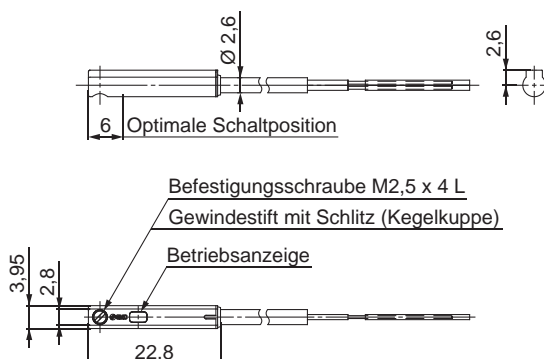 Ø 2,6
2,6
6
Optimale Schaltposition
Befestigungsschraube M2,5 x 4 L
Gewindestift mit Schlitz (Kegelkuppe)
Betriebsanzeige
3,95
2,8
22,8